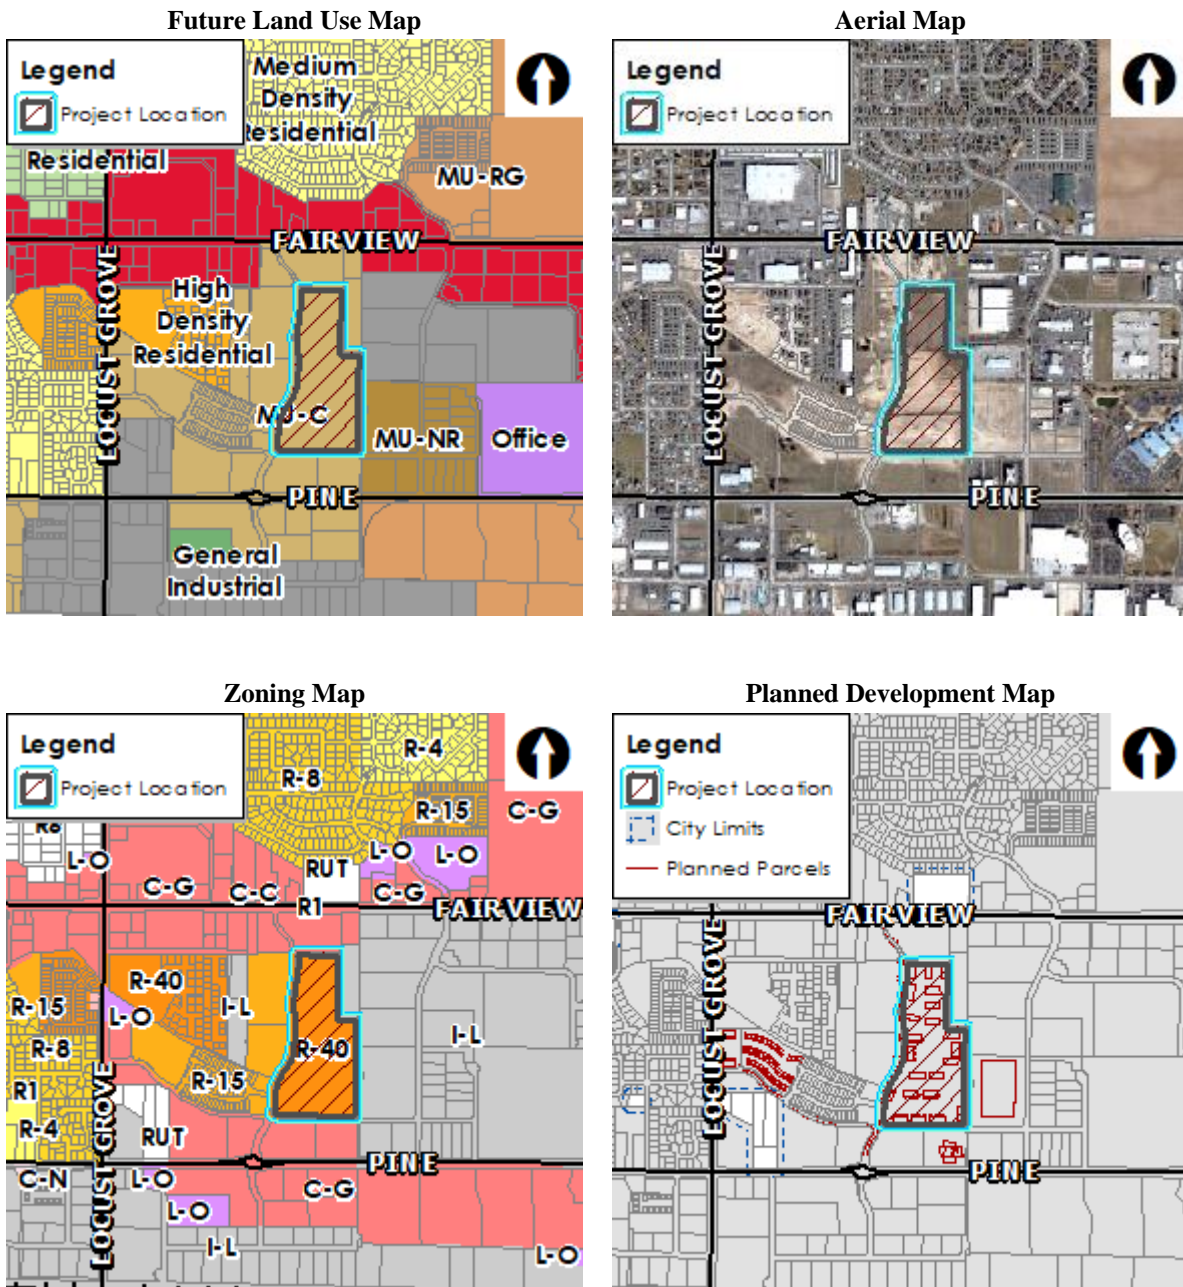 Future Land Use Map
Legend
Project Location
Medium
Density
Residential
Residential
MU-RG
FAIRVIEW
LOCUST GROVE
High
Density
Residential
MU-C
MU-NR
Office
PINE
General
Industrial
Aerial Map
Legend
Project Location
FAIRVIEW
LOCUST GROVE
PINE
Zoning Map
Legend
Project Location
R-4
R-8
R-15
C-G
R8
L-O
L-O
L-O
RUT
C-G
C-C
C-G
R1
FAIRVIEW
R-40
R-15
L-O
I-L
R-40
I-L
R-8
R-15
R1
R-4
LOCUST GROVE
RUT
PINE
C-N
L-O
C-G
L-O
I-L
L-O
Planned Development Map
Legend
Project Location
City Limits
Planned Parcels
FAIRVIEW
LOCUST GROVE
PINE